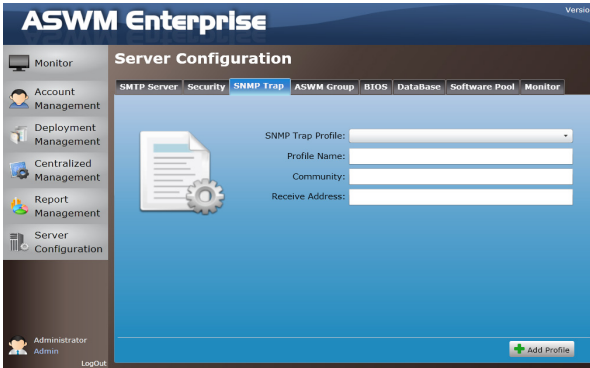 ASWM Enterprise
Versio
Monitor
Account
Management
Deployment
Management
Centralized
Management
Report
Management
Server
Configuration
Administrator
Admin
LogOut
Server Configuration
SMTP Server Security SNMP Trap ASWM Group BIOS DataBase Software Pool Monitor
SNMP Trap Profile:
Profile Name:
Community:
Receive Address:
Add Profile